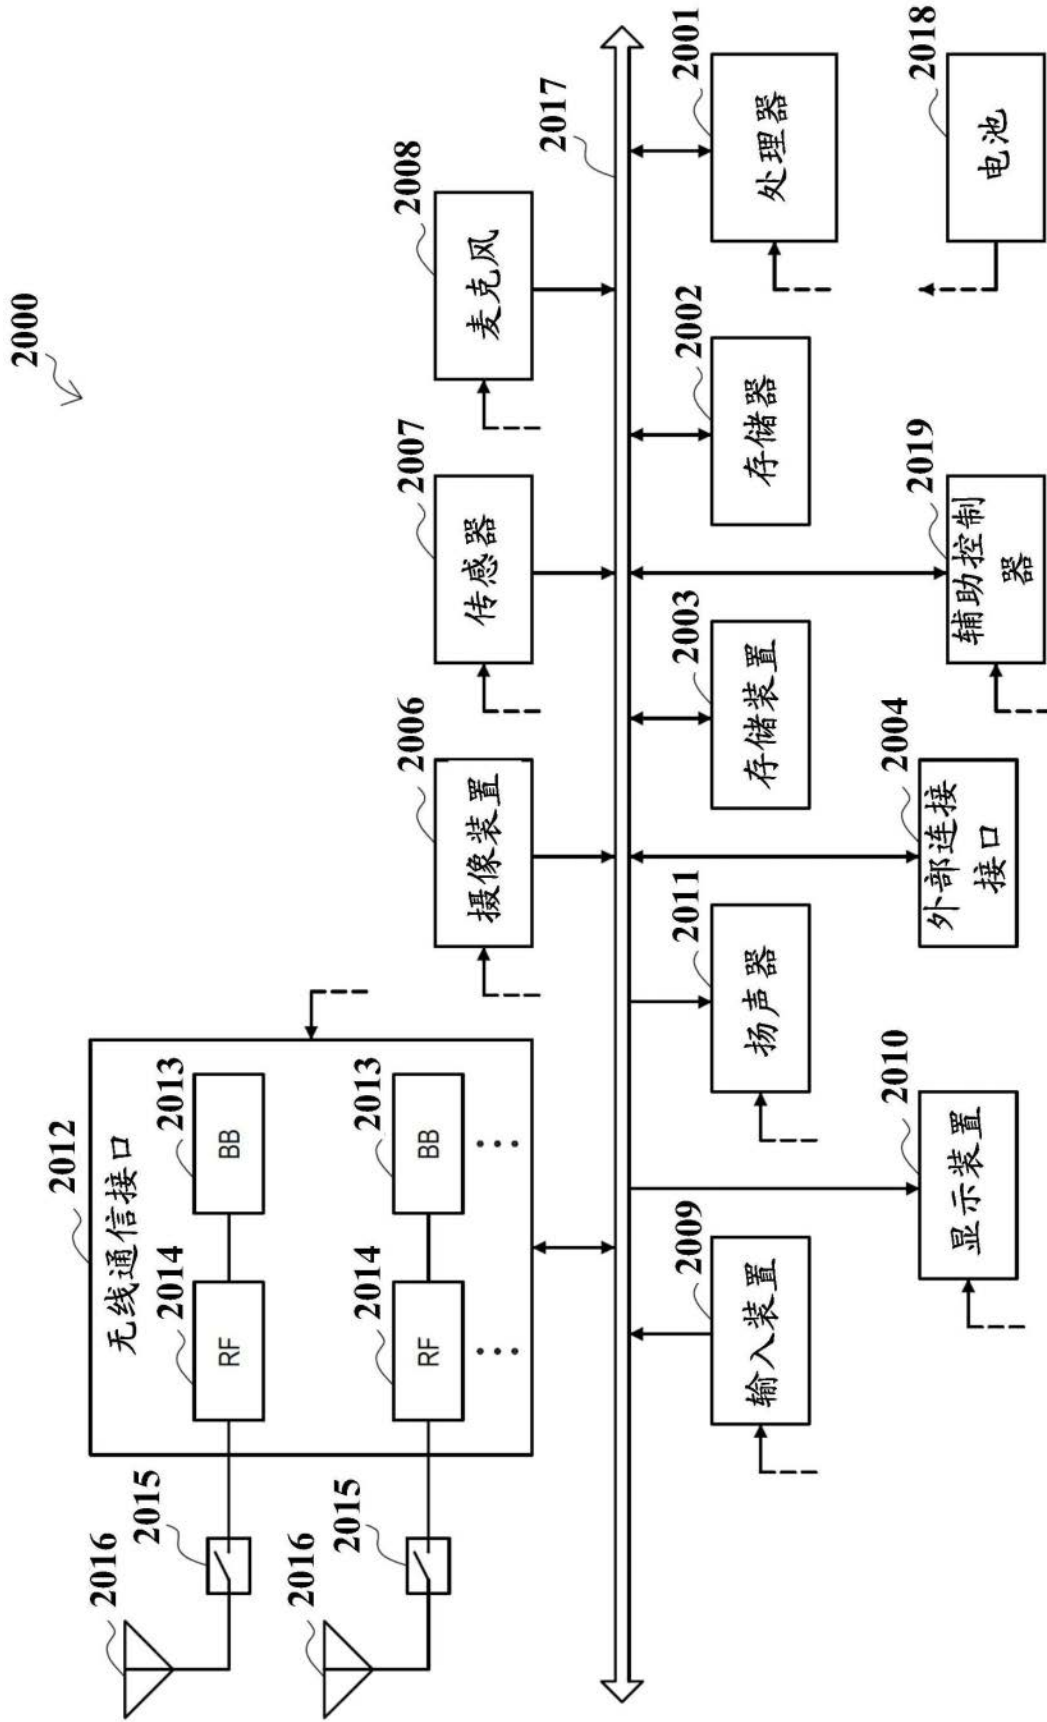 2000
2012
无线通信接口
2016
2015
2014
RF
2013
BB
2016
2015
2014
RF
2013
BB
2006
摄像装置
2007
传感器
2008
麦克风
2017
2009
输入装置
2011
扬声器
2003
存储装置
2002
存储器
2001
处理器
2010
显示装置
2004
外部连接
接口
2019
辅助控制
器
2018
电池